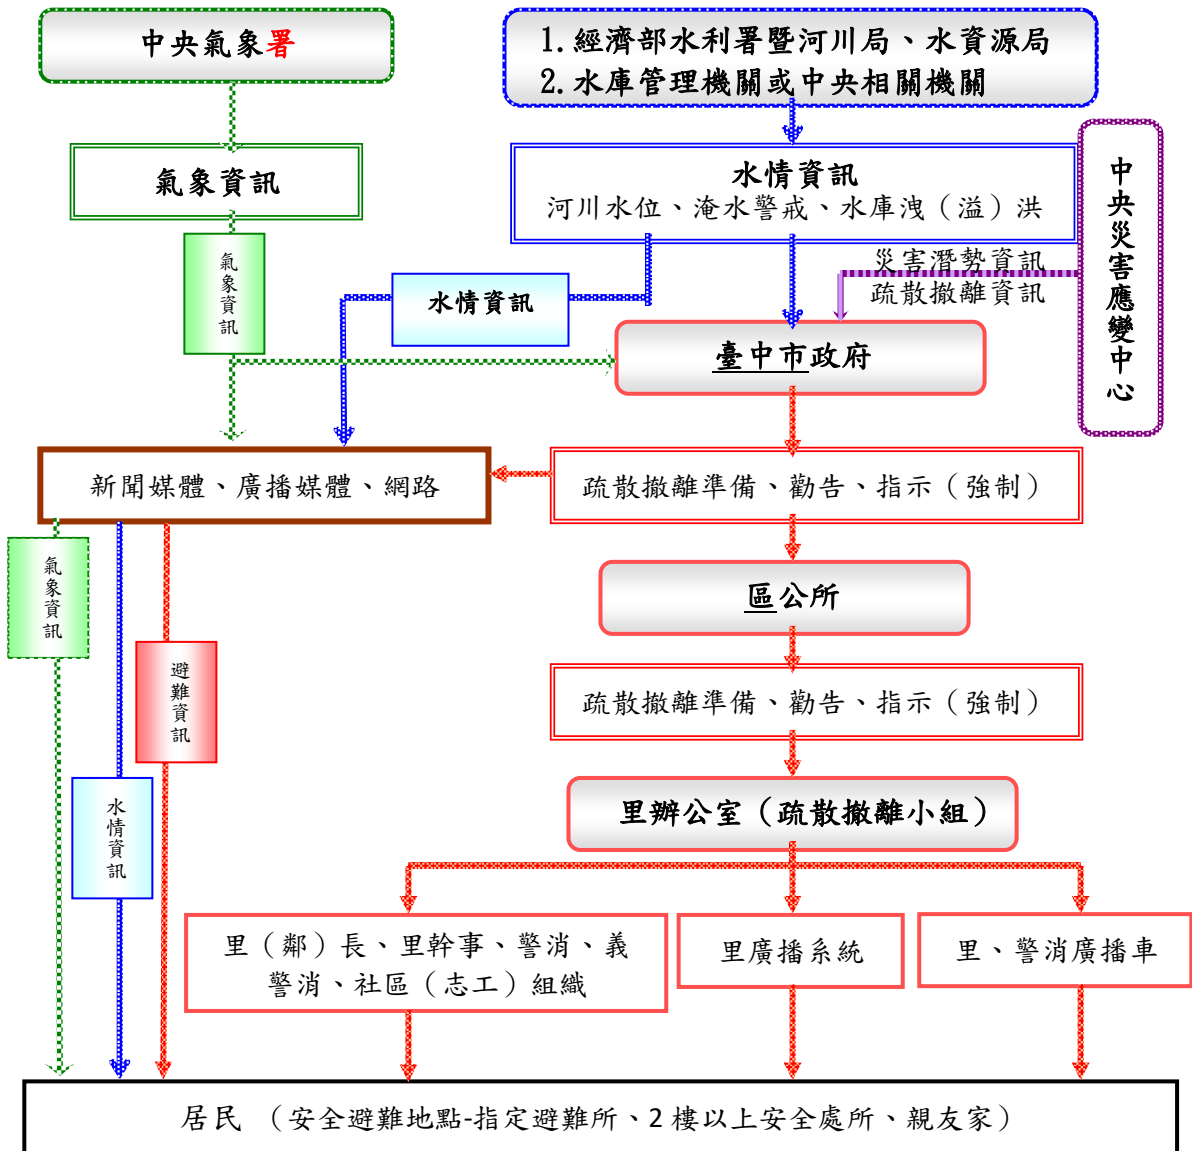 中央氣象署
1.經濟部水利署暨河川局、水資源局
2.水庫管理機關或中央相關機關
氣象資訊
水情資訊
河川水位、淹水警戒、水庫洩（溢）洪
中央災害應變中心
氣象資訊
水情資訊
災害潛勢資訊
疏散撤離資訊
臺中市政府
新聞媒體、廣播媒體、網路
疏散撤離準備、勸告、指示（強制）
氣象資訊
區公所
避難資訊
疏散撤離準備、勸告、指示（強制）
水情資訊
里辦公室（疏散撤離小組）
里（鄰）長、里幹事、警消、義
警消、社區（志工）組織
里廣播系統
里、警消廣播車
居民 （安全避難地點-指定避難所、2 樓以上安全處所、親友家）